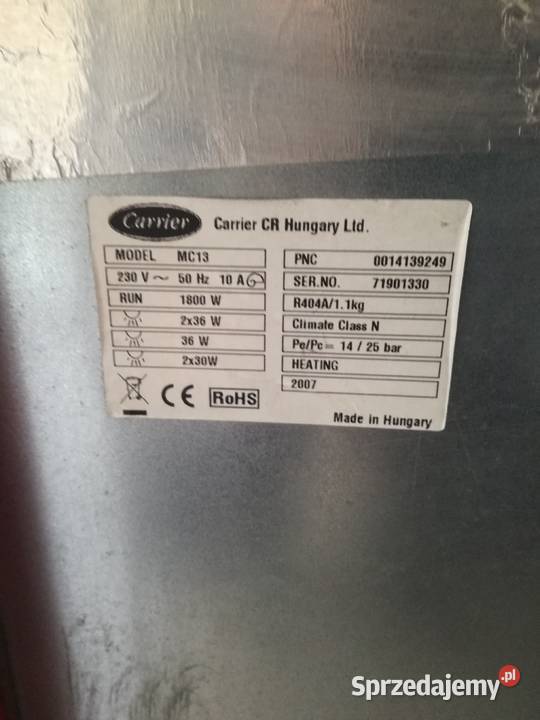 Carrier Carrier CR Hungary Ltd.
MODEL MC13
230 V ~ 50 Hz 10 A
RUN 1800 W
2x36 W
36 W
2x30W
PNC 0014139249
SER.NO. 71901330
R404A/1.1kg
Climate Class N
Pe/Pc= 14 / 25 bar
HEATING
2007
CE RoHS
Made in Hungary
Sprzedajemy.pl